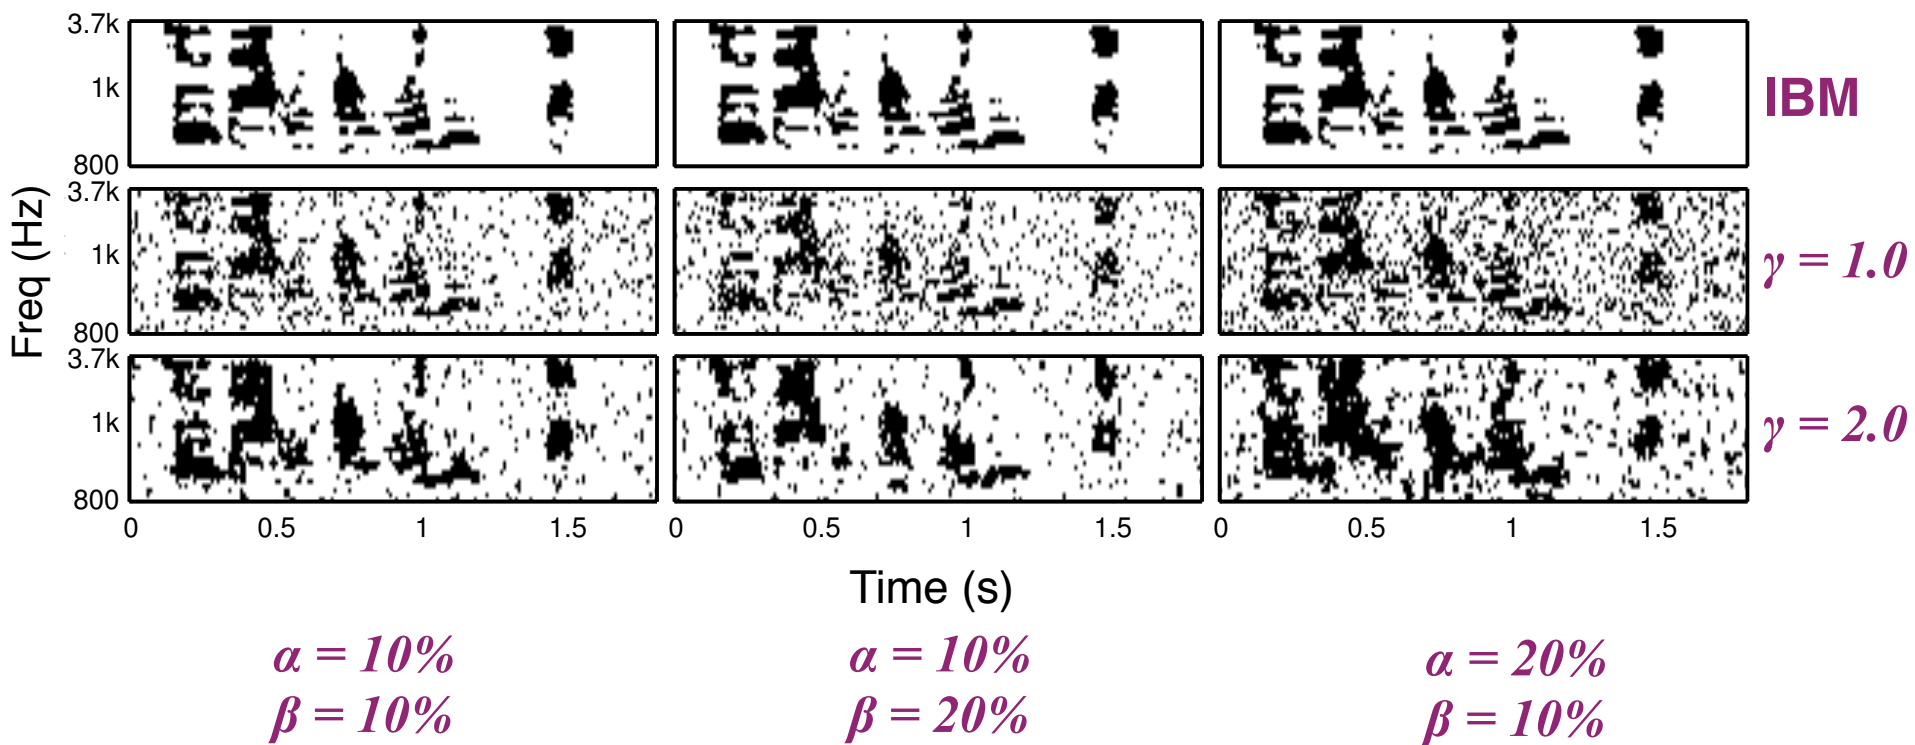 3.7k
1k
800
IBM
Freq (Hz)
3.7k
1k
800
γ = 1.0
3.7k
1k
800
γ = 2.0
0 0.5 1 1.5 0 0.5 1 1.5 0 0.5 1 1.5
Time (s)
α = 10% α = 10% α = 20%
β = 10% β = 20% β = 10%